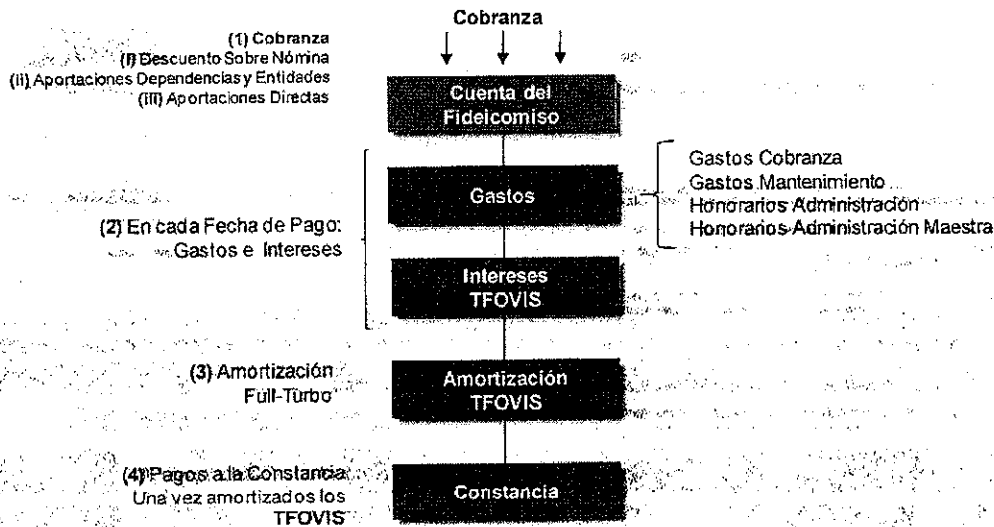 Cobranza
(1) Cobranza
(i) Descuento Sobre Nómina
(ii) Aportaciones Dependencias y Entidades
(iii) Aportaciones Directas
Cuenta del
Fideicomiso
(2) En cada Fecha de Pago:
Gastos e Intereses
Gastos
Gastos Cobranza
Gastos Mantenimiento
Honorarios Administración
Honorarios Administración Maestra
Intereses
TFOVIS
(3) Amortización
Full-Turbo
Amortización
TFOVIS
(4) Pagos a la Constancia
Una vez amortizados los
TFOVIS
Constancia